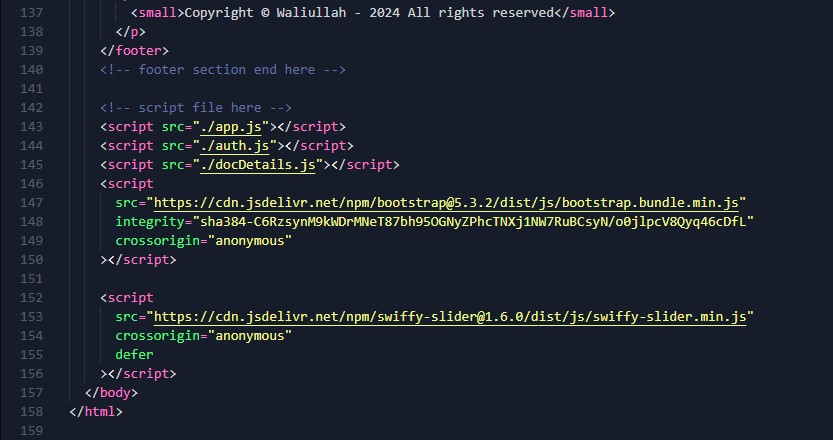 137 <small>Copyright © Waliullah - 2024 All rights reserved</small>
138 </p>
139 </footer>
140 <!-- footer section end here -->
141
142 <!-- script file here -->
143 <script src="./app.js"></script>
144 <script src="./auth.js"></script>
145 <script src="./docDetails.js"></script>
146 <script
147 src="https://cdn.jsdelivr.net/npm/bootstrap@5.3.2/dist/js/bootstrap.bundle.min.js"
148 integrity="sha384-C6RzsynM9kWDrMNeT87bh95OGNyZPhcTNXj1NW7RuBCsyN/o0jlpcV8Qyq46cDfL"
149 crossorigin="anonymous"
150 ></script>
151
152 <script
153 src="https://cdn.jsdelivr.net/npm/swiffy-slider@1.6.0/dist/js/swiffy-slider.min.js"
154 crossorigin="anonymous"
155 defer
156 ></script>
157 </body>
158 </html>
159